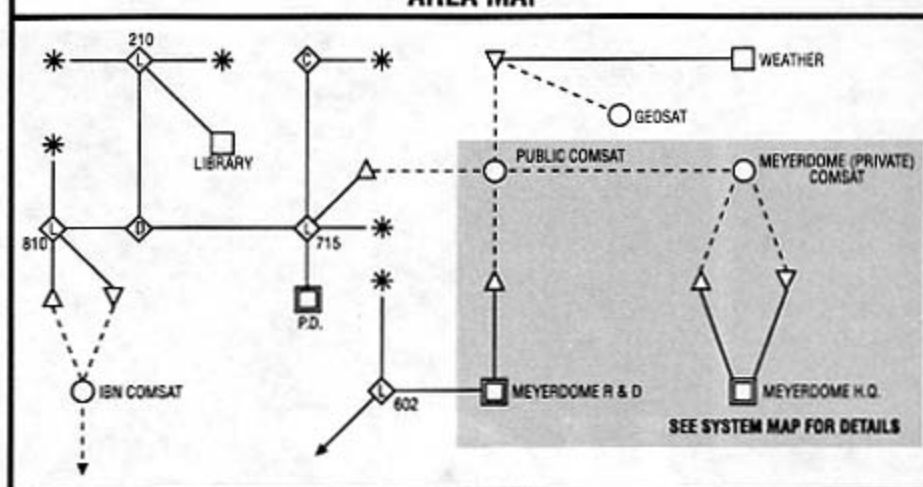 AREA MAP
210
L
C
WEATHER
GEOSAT
LIBRARY
PUBLIC COMSAT
MEYERDOME (PRIVATE)
COMSAT
L
D
L
810
715
P.D.
IBN COMSAT
L
602
MEYERDOME R & D
MEYERDOME H.Q.
SEE SYSTEM MAP FOR DETAILS